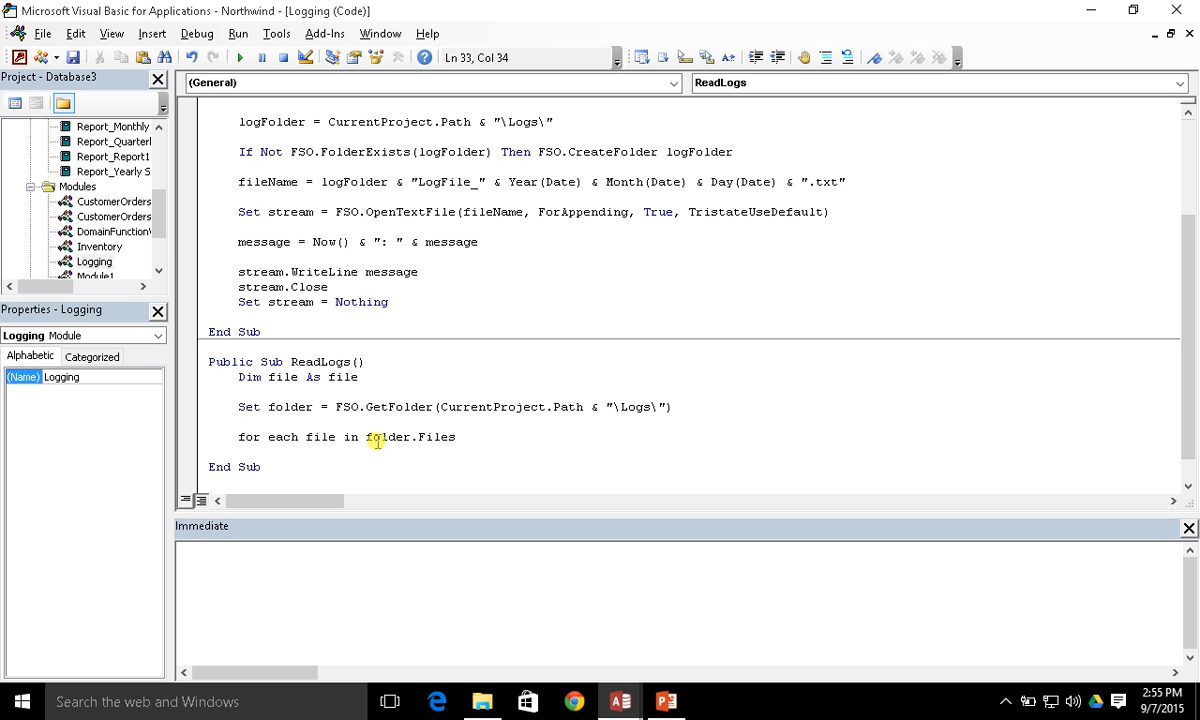 Microsoft Visual Basic for Applications - Northwind - [Logging (Code)]
File Edit View Insert Debug Run Tools Add-Ins Window Help
Ln 33, Col 34
Project - Database3
(General)
ReadLogs
Report_Monthly
Report_Quarterl
Report_Report1
Report_Yearly S
Modules
CustomerOrders
CustomerOrders
DomainFunction
Inventory
Logging
Module1
Properties - Logging
Logging Module
Alphabetic Categorized
(Name) Logging
logFolder = CurrentProject.Path & "\Logs\"
If Not FSO.FolderExists(logFolder) Then FSO.CreateFolder logFolder
fileName = logFolder & "LogFile_" & Year(Date) & Month(Date) & Day(Date) & ".txt"
Set stream = FSO.OpenTextFile(fileName, ForAppending, True, TristateUseDefault)
message = Now() & ": " & message
stream.WriteLine message
stream.Close
Set stream = Nothing
End Sub
Public Sub ReadLogs()
Dim file As file
Set folder = FSO.GetFolder(CurrentProject.Path & "\Logs\")
for each file in folder.Files
End Sub
Immediate
Search the web and Windows
2:55 PM
9/7/2015